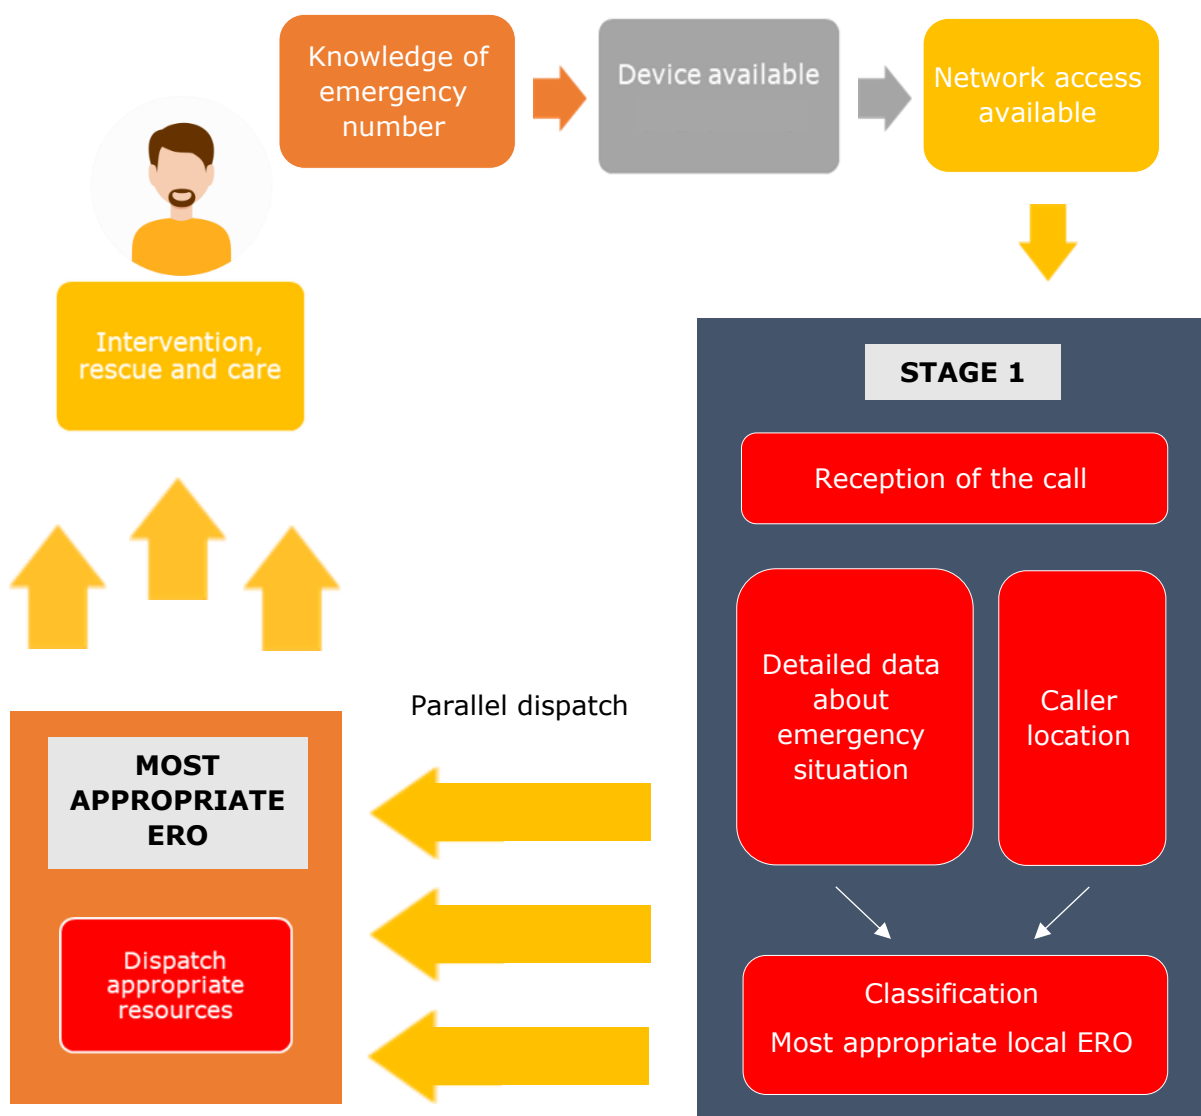 Knowledge of
emergency
number
Device available
Network access
available
Intervention,
rescue and care
STAGE 1
Reception of the call
Detailed data
about
emergency
situation
Caller
location
Classification
Most appropriate local ERO
Parallel dispatch
MOST
APPROPRIATE
ERO
Dispatch
appropriate
resources